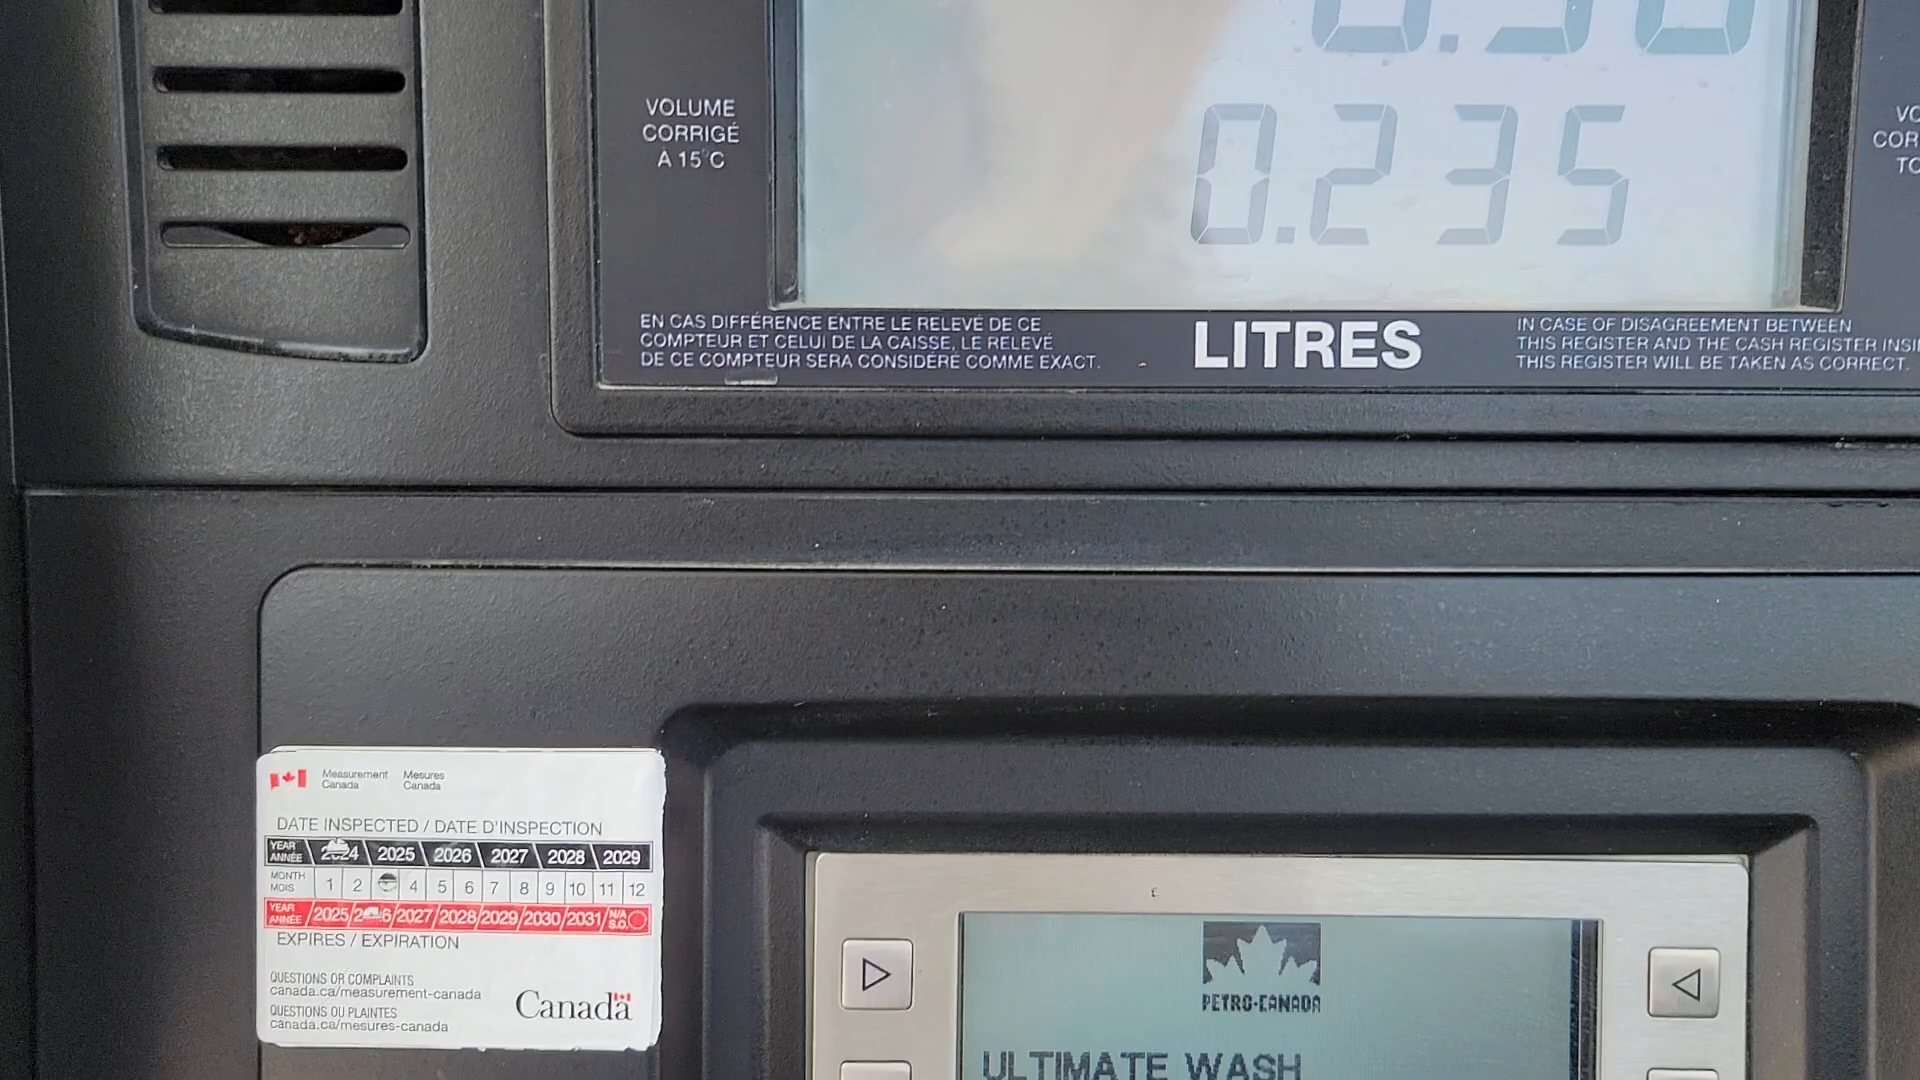 VOLUME
CORRIGÉ
À 15°C
0.235
EN CAS DIFFÉRENCE ENTRE LE RELEVÉ DE CE
COMPTEUR ET CELUI DE LA CAISSE, LE RELEVÉ
DE CE COMPTEUR SERA CONSIDÉRÉ COMME EXACT.
LITRES
IN CASE OF DISAGREEMENT BETWEEN
THIS REGISTER AND THE CASH REGISTER INSI
THIS REGISTER WILL BE TAKEN AS CORRECT.
Measurement Canada
Mesures Canada
DATE INSPECTED / DATE D'INSPECTION
YEAR ANNÉE 2024 2025 2026 2027 2028 2029
MONTH MOIS 1 2 4 5 6 7 8 9 10 11 12
YEAR ANNÉE 2025 2026 2027 2028 2029 2030 2031 N/A S.O.
EXPIRES / EXPIRATION
QUESTIONS OR COMPLAINTS
canada.ca/measurement-canada
QUESTIONS OU PLAINTES
canada.ca/mesures-canada
Canada
PETRO-CANADA
ULTIMATE WASH